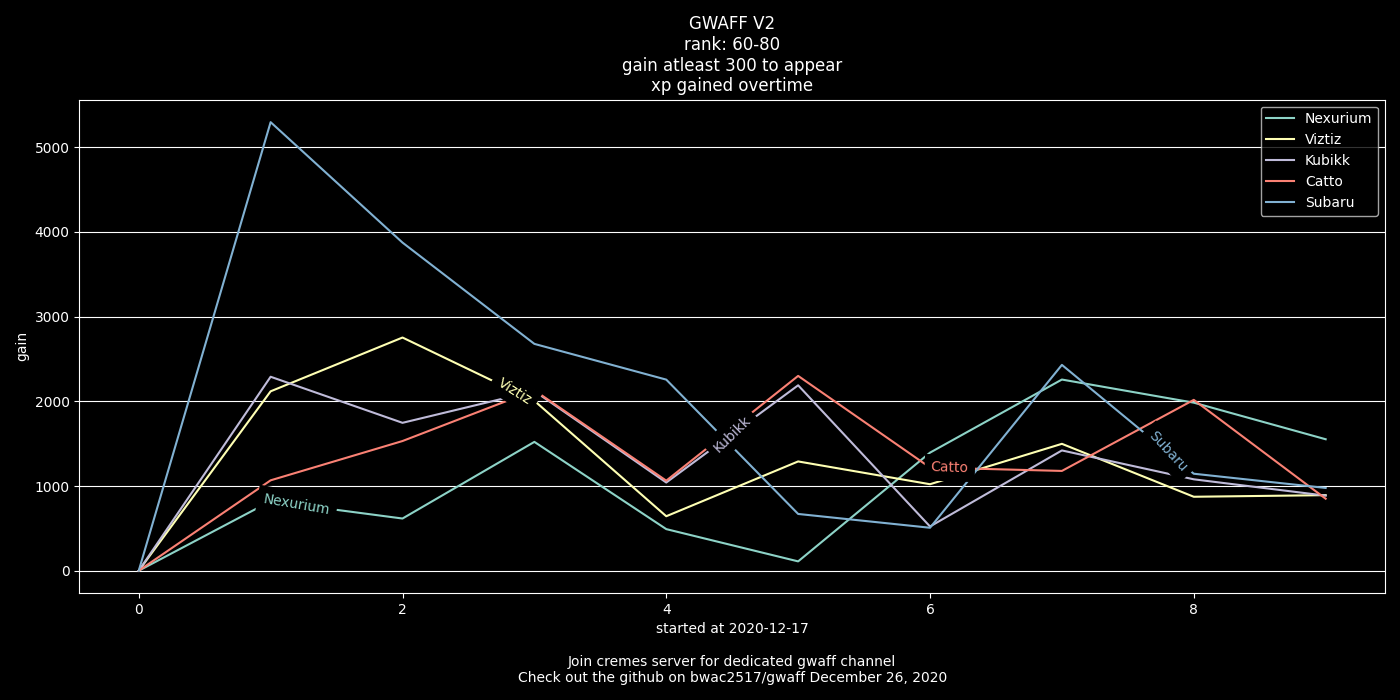 GWAFF V2
rank: 60-80
gain atleast 300 to appear
xp gained overtime
Nexurium
Viztiz
Kubikk
Catto
Subaru
5000
4000
3000
2000
1000
0
gain
Viztiz
Kubikk
Catto
Subaru
Nexurium
0 2 4 6 8
started at 2020-12-17
Join cremes server for dedicated gwaff channel
Check out the github on bwac2517/gwaff December 26, 2020